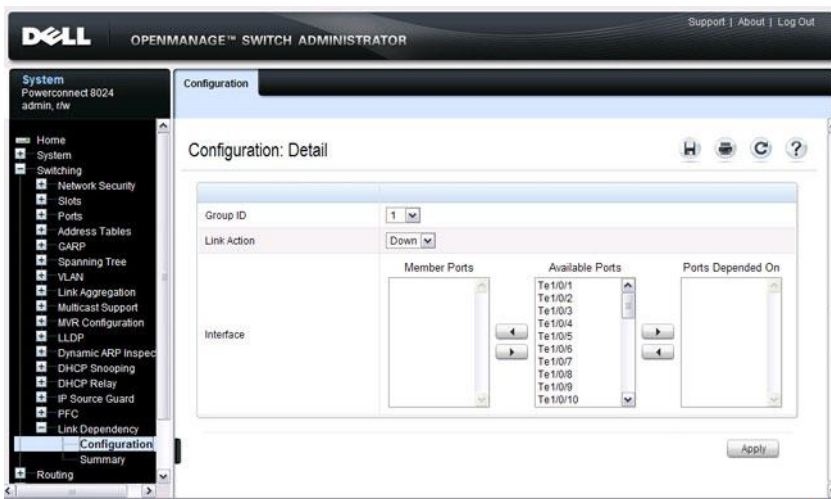 Support | About | Log Out
DELL OPENMANAGE™ SWITCH ADMINISTRATOR
System
Powerconnect 8024
admin, r/w
Home
System
Switching
Network Security
Slots
Ports
Address Tables
GARP
Spanning Tree
VLAN
Link Aggregation
Multicast Support
MVR Configuration
LLDP
Dynamic ARP Inspec
DHCP Snooping
DHCP Relay
IP Source Guard
PFC
Link Dependency
Configuration
Summary
Routing
Configuration
Configuration: Detail
Group ID 1
Link Action Down
Interface
Member Ports Available Ports Ports Depended On
Te1/0/1
Te1/0/2
Te1/0/3
Te1/0/4
Te1/0/5
Te1/0/6
Te1/0/7
Te1/0/8
Te1/0/9
Te1/0/10
Apply